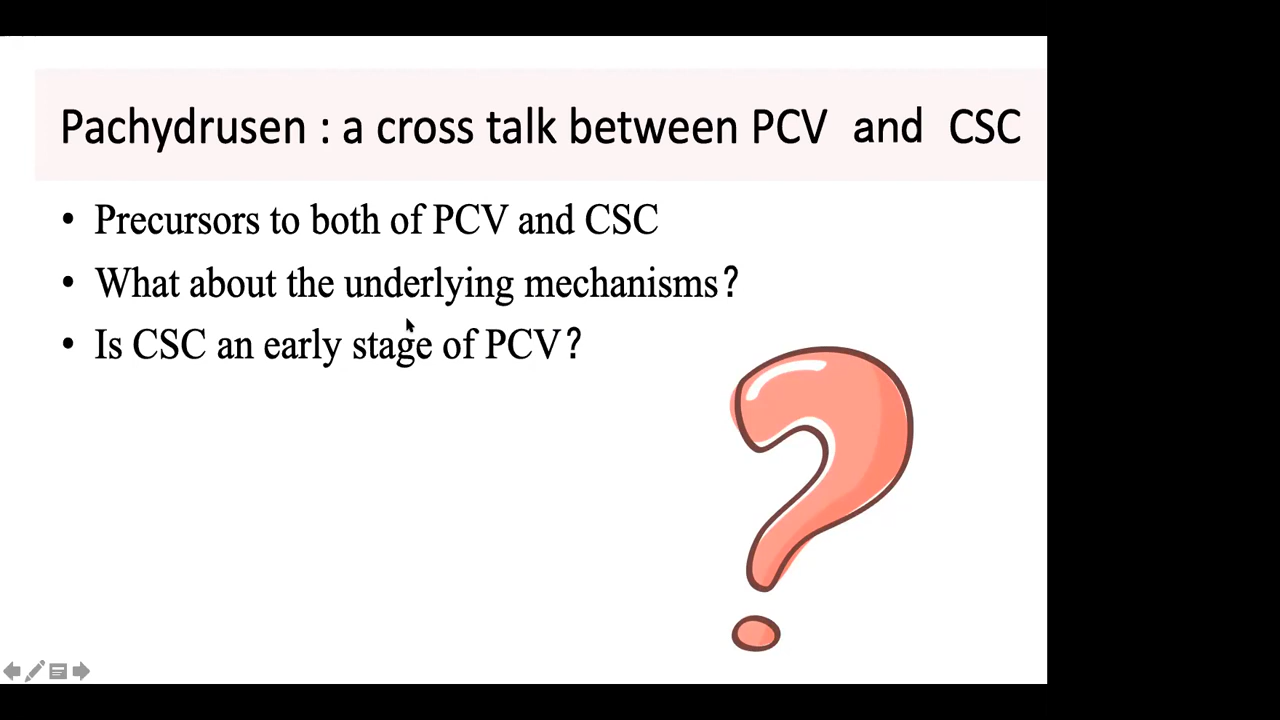 Pachydrusen : a cross talk between PCV and CSC
• Precursors to both of PCV and CSC
• What about the underlying mechanisms?
• Is CSC an early stage of PCV?